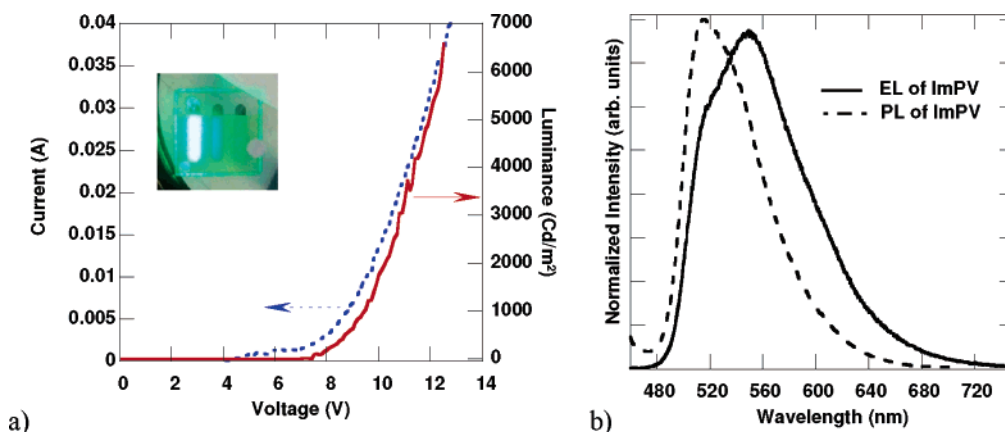 0.04
0.035
0.03
0.025
0.02
0.015
0.01
0.005
0
Current (A)
0 2 4 6 8 10 12 14
Voltage (V)
7000
6000
5000
4000
3000
2000
1000
0
Luminance (Cd/m²)
a)
Normalized Intensity (arb. units)
EL of ImPV
PL of ImPV
480 520 560 600 640 680 720
Wavelength (nm)
b)